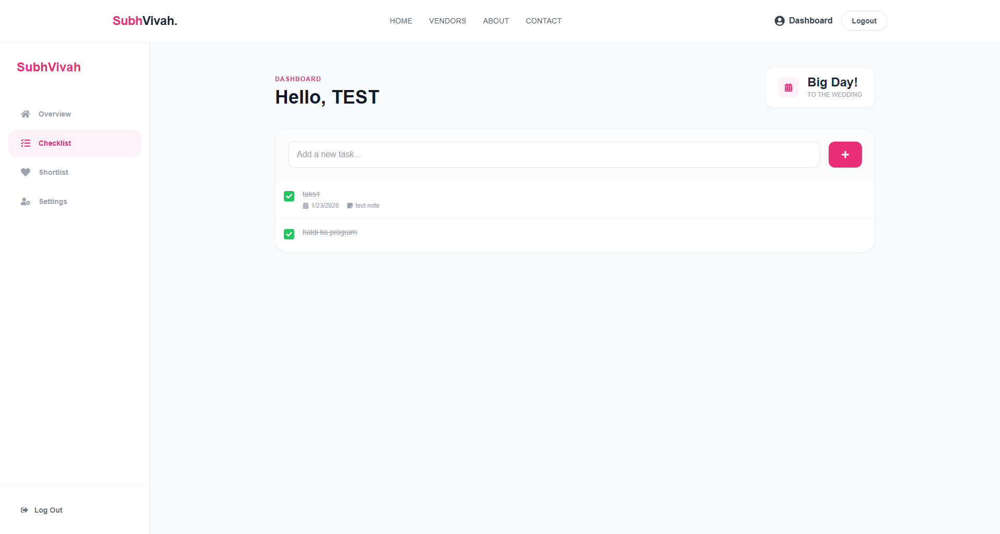 SubhVivah.
HOME VENDORS ABOUT CONTACT
Dashboard
Logout
SubhVivah
Overview
Checklist
Shortlist
Settings
Log Out
DASHBOARD
Hello, TEST
Big Day!
TO THE WEDDING
Add a new task...
taks1
1/23/2026 test note
haldi ka program